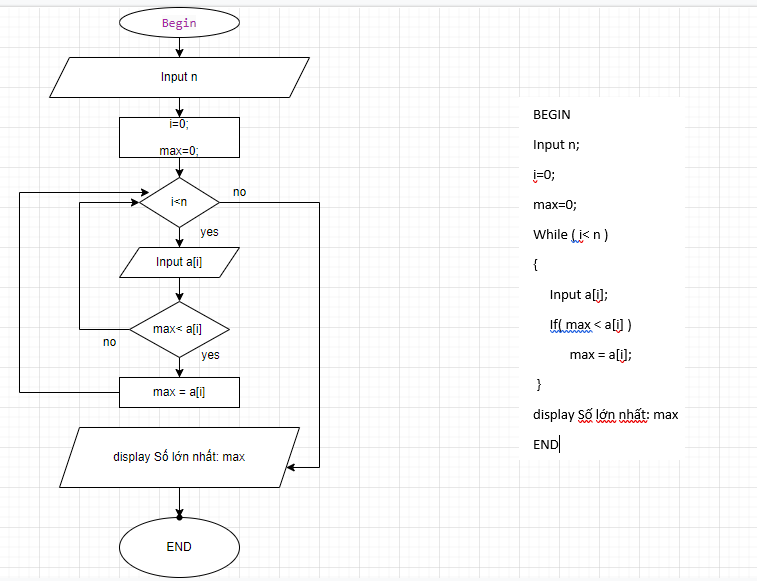 Begin
Input n
i=0;
max=0;
i<n
no
yes
Input a[i]
max< a[i]
no
yes
max = a[i]
display Số lớn nhất: max
END
BEGIN
Input n;
i=0;
max=0;
While ( i< n )
{
Input a[i];
If( max < a[i] )
max = a[i];
}
display Số lớn nhất: max
END